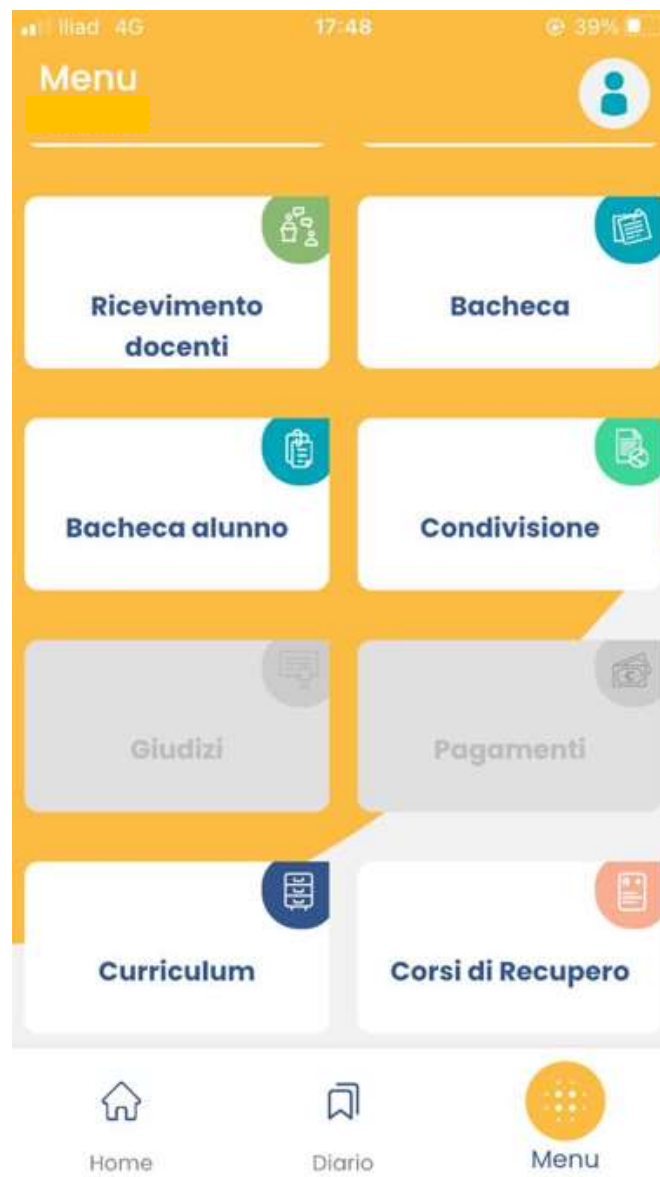 Iliad 4G 17:48 39%
Menu
Ricevimento
docenti
Bacheca
Bacheca alunno
Condivisione
Giudizi
Pagamenti
Curriculum
Corsi di Recupero
Home
Diario
Menu